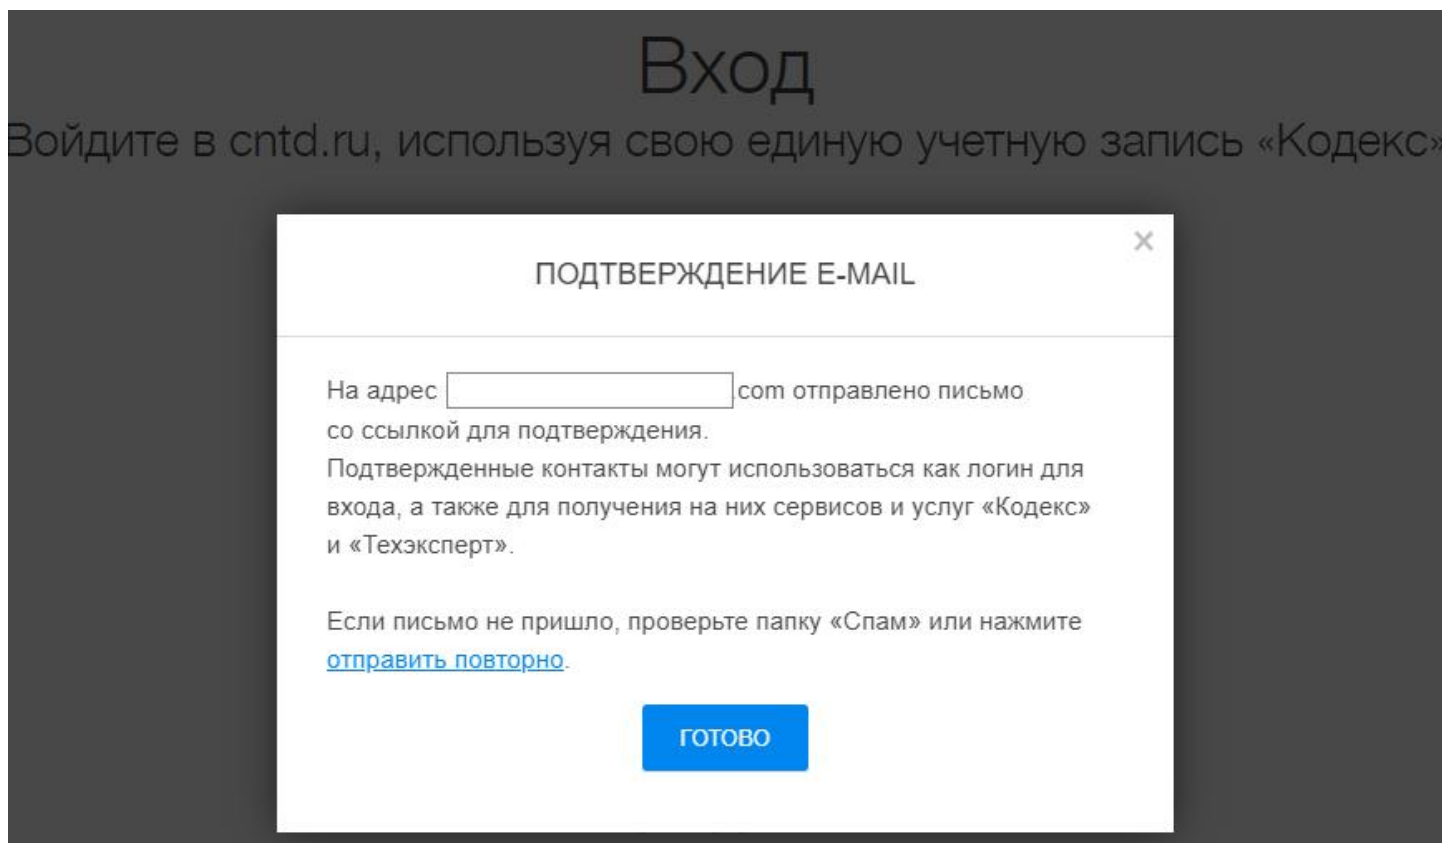 Вход
Войдите в cntd.ru, используя свою единую учетную запись «Кодекс»
×
ПОДТВЕРЖДЕНИЕ E-MAIL
На адрес com отправлено письмо
со ссылкой для подтверждения.
Подтвержденные контакты могут использоваться как логин для
входа, а также для получения на них сервисов и услуг «Кодекс»
и «Техэксперт».
Если письмо не пришло, проверьте папку «Спам» или нажмите
отправить повторно.
ГОТОВО